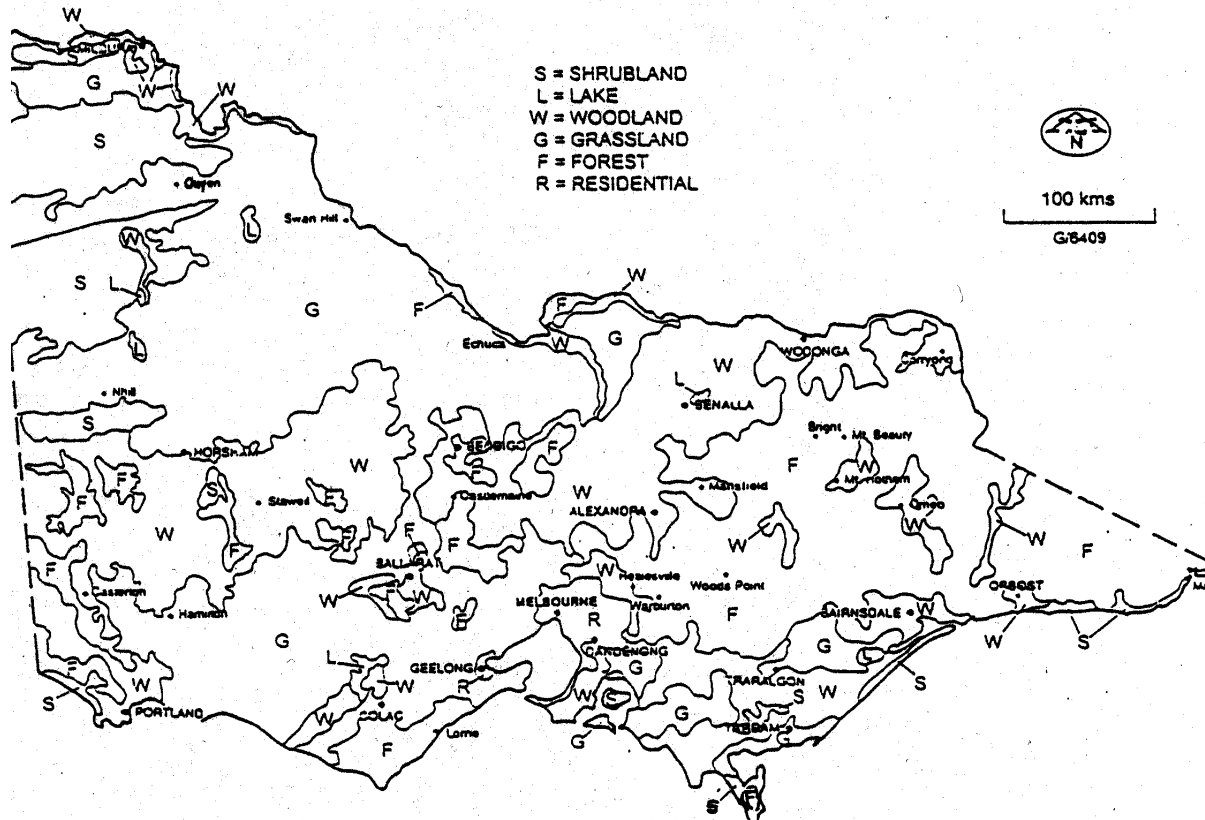 W
S
G
W
W
S
S = SHRUBLAND
L = LAKE
W = WOODLAND
G = GRASSLAND
F = FOREST
R = RESIDENTIAL
N
100 kms
G/6409
Swan Hill
L
W
S
L
G
F
W
F
G
W
Echuca
L
W
WODONGA
Corryong
L
BENALLA
Nhill
S
Bright
Mt. Beauty
HORSHAM
BENDIGO
F
F
W
F
W
F
F
S
Stawell
F
Castlemaine
W
Mansfield
Mt. Hotham
ALEXANDRA
Omeo
W
W
F
F
F
W
W
F
F
F
BALLARAT
W
Healesville
Woods Point
ORBOST
Casterton
W
F
W
Warburton
Hamilton
F
MELBOURNE
R
F
BAIRNSDALE
W
W
S
G
DANDENONG
G
L
L
GEELONG
G
TRARALGON
S
F
W
W
R
W
S
S
W
S
PORTLAND
W
COLAC
G
Lorne
F
G
G
S
F